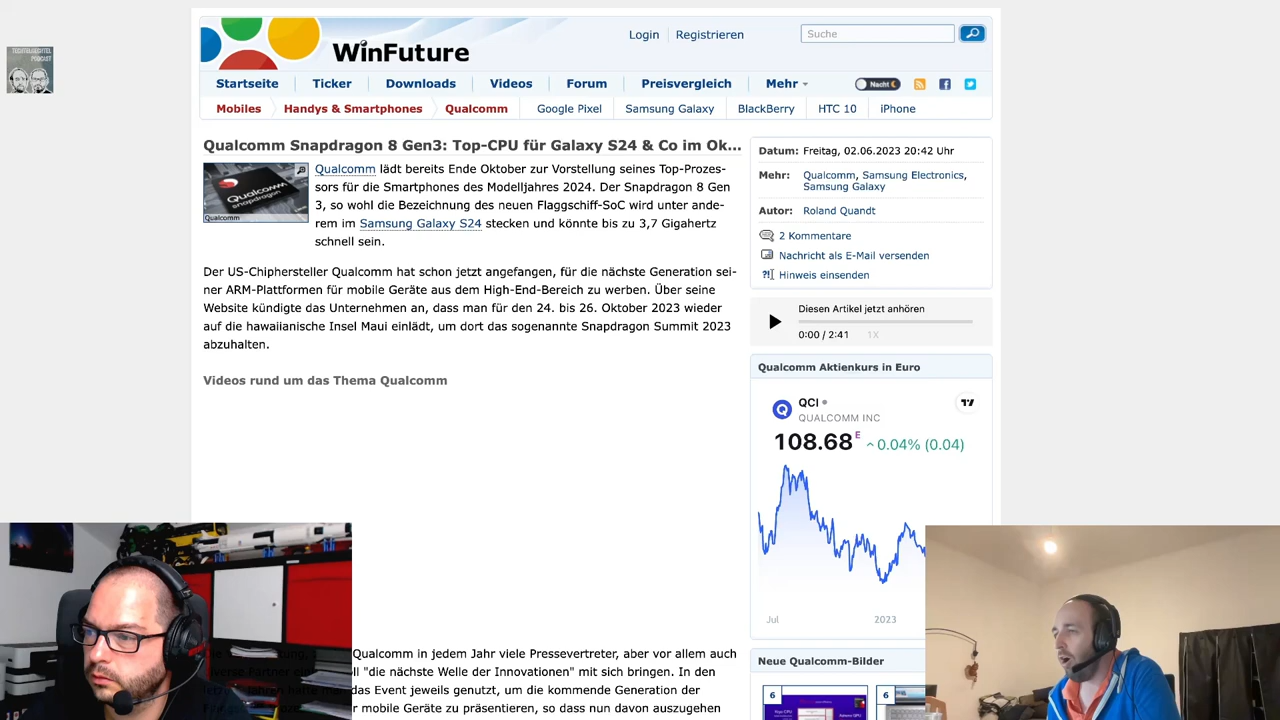 TECHTELMECHTEL
PODCAST
WinFuture
Login
Registrieren
Suche
Startseite
Ticker
Downloads
Videos
Forum
Preisvergleich
Mehr
Nacht
Mobiles
Handys & Smartphones
Qualcomm
Google Pixel
Samsung Galaxy
BlackBerry
HTC 10
iPhone
Qualcomm Snapdragon 8 Gen3: Top-CPU für Galaxy S24 & Co im Ok...
Qualcomm
snapdragon
Qualcomm
Qualcomm lädt bereits Ende Oktober zur Vorstellung seines Top-Prozes-
sors für die Smartphones des Modelljahres 2024. Der Snapdragon 8 Gen
3, so wohl die Bezeichnung des neuen Flaggschiff-SoC wird unter ande-
rem im Samsung Galaxy S24 stecken und könnte bis zu 3,7 Gigahertz
schnell sein.
Der US-Chiphersteller Qualcomm hat schon jetzt angefangen, für die nächste Generation sei-
ner ARM-Plattformen für mobile Geräte aus dem High-End-Bereich zu werben. Über seine
Website kündigte das Unternehmen an, dass man für den 24. bis 26. Oktober 2023 wieder
auf die hawaiianische Insel Maui einlädt, um dort das sogenannte Snapdragon Summit 2023
abzuhalten.
Videos rund um das Thema Qualcomm
Qualcomm in jedem Jahr viele Pressevertreter, aber vor allem auch
ll "die nächste Welle der Innovationen" mit sich bringen. In den
das Event jeweils genutzt, um die kommende Generation der
r mobile Geräte zu präsentieren, so dass nun davon auszugehen
Datum: Freitag, 02.06.2023 20:42 Uhr
Mehr: Qualcomm, Samsung Electronics,
Samsung Galaxy
Autor: Roland Quandt
2 Kommentare
Nachricht als E-Mail versenden
?!
Hinweis einsenden
Diesen Artikel jetzt anhören
0:00 / 2:41
1X
Qualcomm Aktienkurs in Euro
Q
QCI
QUALCOMM INC
108.68 E
0.04% (0.04)
Jul
2023
Neue Qualcomm-Bilder
6
6